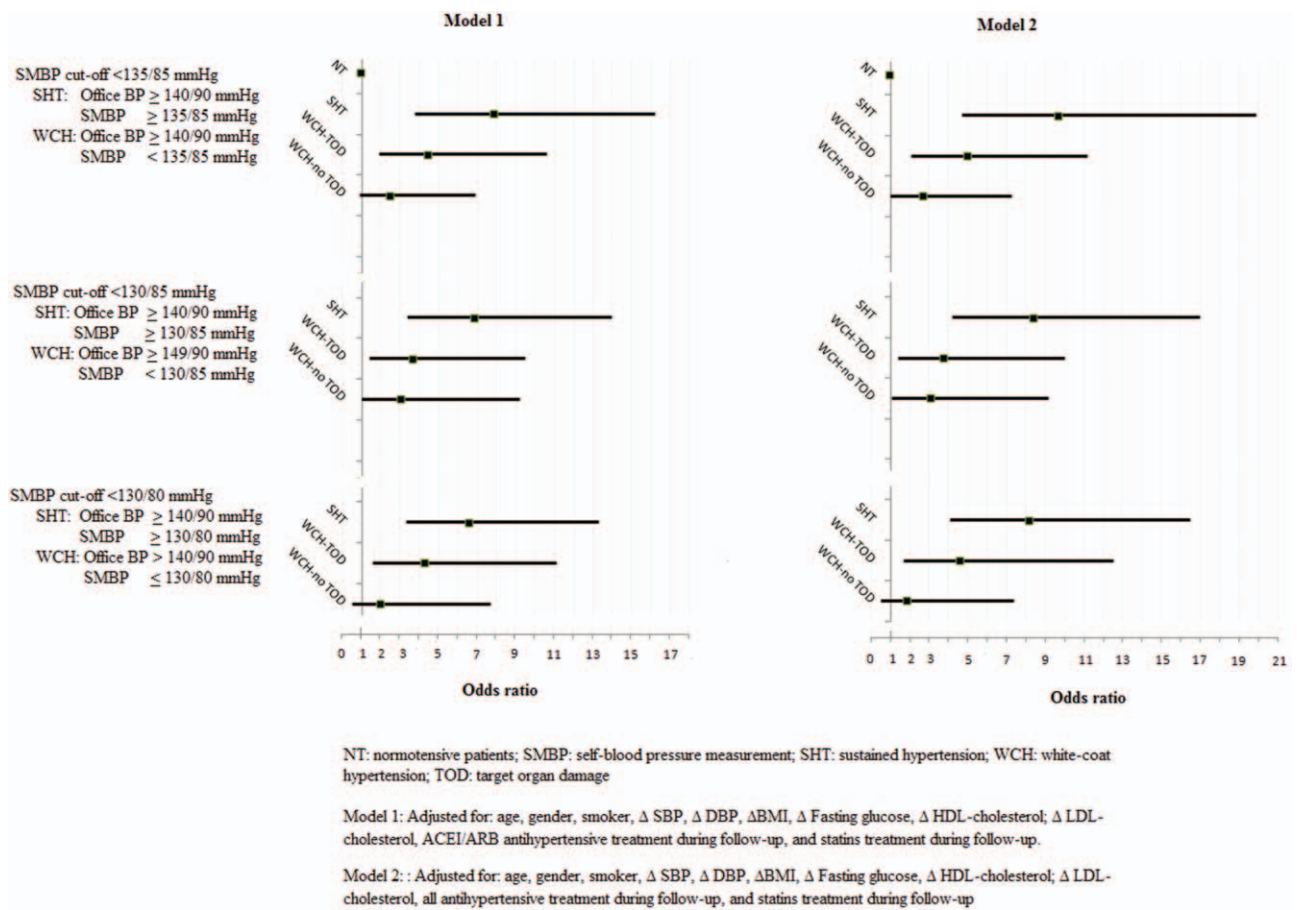 Model 1
Model 2
SMBP cut-off <135/85 mmHg
SHT: Office BP ≥ 140/90 mmHg
SMBP ≥ 135/85 mmHg
WCH: Office BP ≥ 140/90 mmHg
SMBP < 135/85 mmHg
NT
SHT
WCH-TOD
WCH-no TOD
NT
SHT
WCH-TOD
WCH-no TOD
SMBP cut-off <130/85 mmHg
SHT: Office BP ≥ 140/90 mmHg
SMBP ≥ 130/85 mmHg
WCH: Office BP ≥ 149/90 mmHg
SMBP < 130/85 mmHg
SHT
WCH-TOD
WCH-no TOD
SHT
WCH-TOD
WCH-no TOD
SMBP cut-off <130/80 mmHg
SHT: Office BP ≥ 140/90 mmHg
SMBP ≥ 130/80 mmHg
WCH: Office BP > 140/90 mmHg
SMBP ≤ 130/80 mmHg
SHT
WCH-TOD
WCH-no TOD
SHT
WCH-TOD
WCH-no TOD
0 1 2 3 5 7 9 11 13 15 17
0 1 2 3 5 7 9 11 13 15 17 19 21
Odds ratio
Odds ratio
NT: normotensive patients; SMBP: self-blood pressure measurement; SHT: sustained hypertension; WCH: white-coat
hypertension; TOD: target organ damage
Model 1: Adjusted for: age, gender, smoker, Δ SBP, Δ DBP, ΔBMI, Δ Fasting glucose, Δ HDL-cholesterol; Δ LDL-
cholesterol, ACEI/ARB antihypertensive treatment during follow-up, and statins treatment during follow-up.
Model 2: : Adjusted for: age, gender, smoker, Δ SBP, Δ DBP, ΔBMI, Δ Fasting glucose, Δ HDL-cholesterol; Δ LDL-
cholesterol, all antihypertensive treatment during follow-up, and statins treatment during follow-up